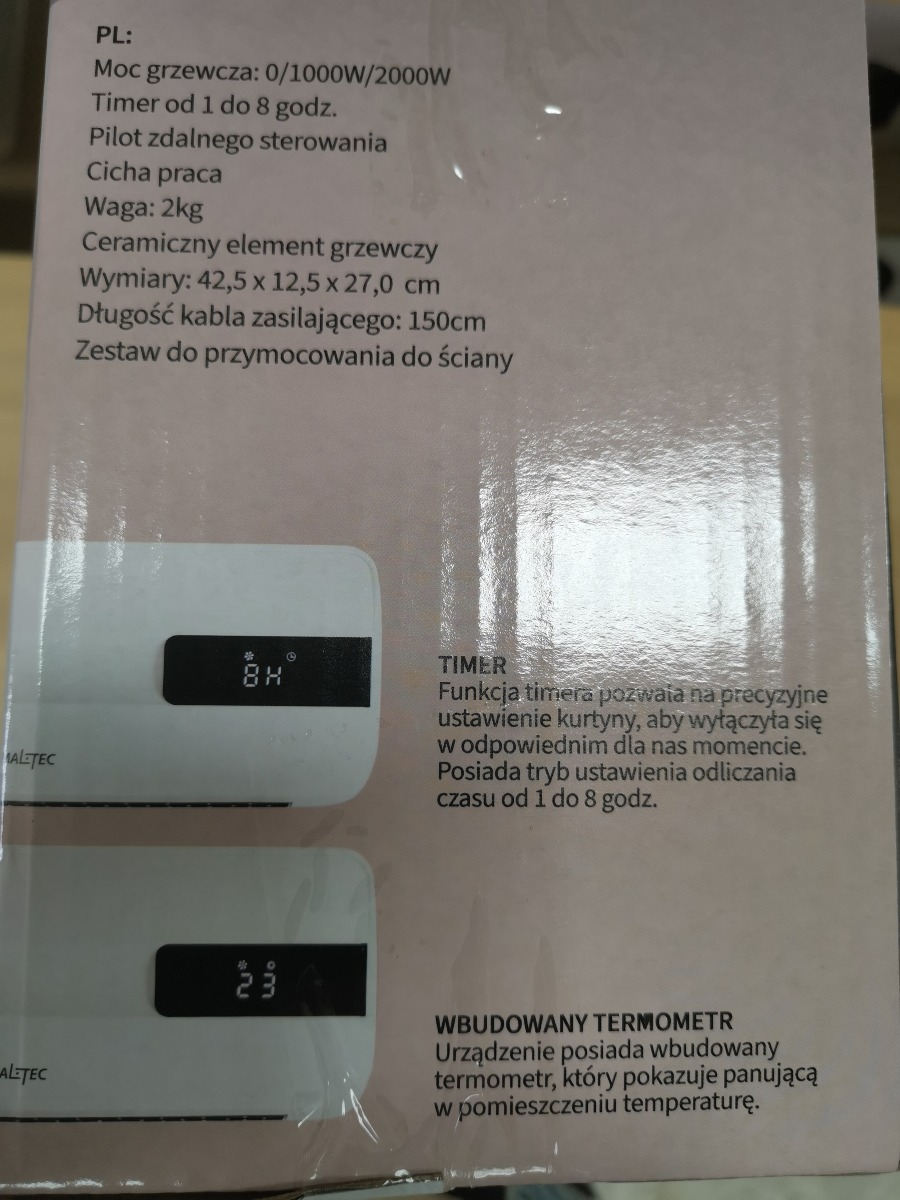 PL:
Moc grzewcza: 0/1000W/2000W
Timer od 1 do 8 godz.
Pilot zdalnego sterowania
Cicha praca
Waga: 2kg
Ceramiczny element grzewczy
Wymiary: 42,5 x 12,5 x 27,0 cm
Długość kabla zasilającego: 150cm
Zestaw do przymocowania do ściany
8H
TIMER
Funkcja timera pozwala na precyzyjne
ustawienie kurtyny, aby wyłączyła się
w odpowiednim dla nas momencie.
Posiada tryb ustawienia odliczania
czasu od 1 do 8 godz.
MALTEC
23°
WBUDOWANY TERMOMETR
Urządzenie posiada wbudowany
termometr, który pokazuje panującą
w pomieszczeniu temperaturę.
ALTEC